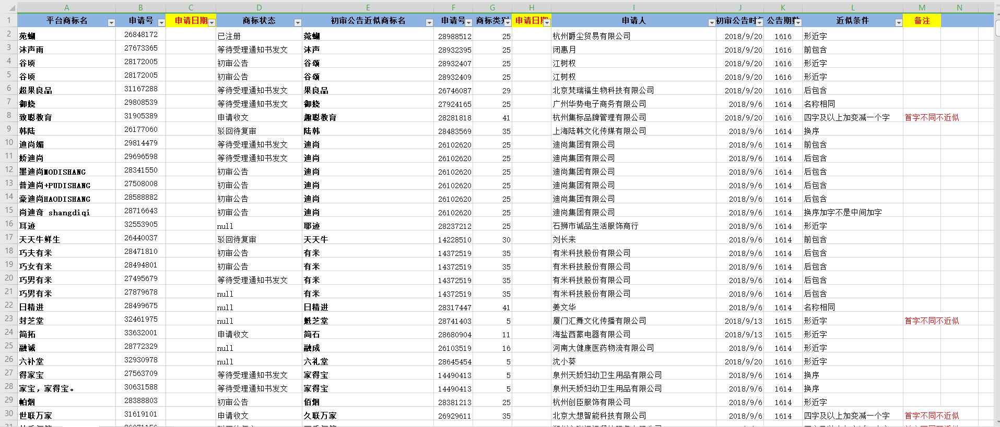 A B C D E F G H I J K L M N
1 平台商标名 申请号 申请日期 商标状态 初审公告近似商标名 申请号 商标类别 申请日期 申请人 初审公告时 公告期数 近似条件 备注
2 苑蝴 26848172 已注册 菀蝴 28988512 25 杭州爵尘贸易有限公司 2018/9/20 1616 形近字
3 沐声雨 27673365 等待受理通知书发文 沐声 28932395 25 闭惠月 2018/9/20 1616 前包含
4 谷顷 28172005 初审公告 谷颂 28932407 25 江树权 2018/9/20 1616 形近字
5 谷顷 28172005 初审公告 谷颂 28932409 25 江树权 2018/9/20 1616 形近字
6 超果良品 31167288 等待受理通知书发文 果良品 26746087 29 北京梵瑞福生物科技有限公司 2018/9/20 1616 后包含
7 御娆 29808539 等待受理通知书发文 御娆 27924165 25 广州华势电子商务有限公司 2018/9/6 1614 名称相同
8 致聪教育 31905389 申请收文 趣聪教育 28281818 41 杭州集标品牌管理有限公司 2018/9/20 1616 四字及以上加变减一个字 首字不同不近似
9 韩陆 26177060 驳回待复审 陆韩 28483569 35 上海陆韩文化传媒有限公司 2018/9/6 1614 换序
10 迪尚媚 29814479 等待受理通知书发文 迪尚 26102620 25 迪尚集团有限公司 2018/9/6 1614 前包含
11 娇迪尚 29696598 等待受理通知书发文 迪尚 26102620 25 迪尚集团有限公司 2018/9/6 1614 后包含
12 墨迪尚MODISHANG 28341550 初审公告 迪尚 26102620 25 迪尚集团有限公司 2018/9/6 1614 后包含
13 普迪尚+PUDISHANG 27508008 初审公告 迪尚 26102620 25 迪尚集团有限公司 2018/9/6 1614 后包含
14 豪迪尚HAODISHANG 28588882 初审公告 迪尚 26102620 25 迪尚集团有限公司 2018/9/6 1614 后包含
15 尚迪奇 shangdiqi 28716643 初审公告 迪尚 26102620 25 迪尚集团有限公司 2018/9/6 1614 换序加字不是中间加字
16 耳迹 32553905 null 耶迹 28237212 25 石狮市诚品生活服饰商行 2018/9/6 1614 形近字
17 天天牛鲜生 26440037 驳回待复审 天天牛 14228510 30 刘长来 2018/9/6 1614 前包含
18 巧夫有米 28471810 初审公告 有米 14372519 35 有米科技股份有限公司 2018/9/6 1614 后包含
19 巧女有米 28494801 初审公告 有米 14372519 35 有米科技股份有限公司 2018/9/6 1614 后包含
20 巧男有米 27495679 等待受理通知书发文 有米 14372519 35 有米科技股份有限公司 2018/9/6 1614 后包含
21 巧男有米 27879678 null 有米 14372519 35 有米科技股份有限公司 2018/9/6 1614 后包含
22 日精进 28499675 null 日精进 28317447 41 姜文华 2018/9/6 1614 名称相同
23 封芝堂 32461975 null 魁芝堂 28741403 5 厦门汇舞文化传播有限公司 2018/9/13 1615 形近字 首字不同不近似
24 简拓 33632001 申请收文 简石 28680904 11 海盐西蒙电器有限公司 2018/9/13 1615 形近字
25 融诚 28772329 null 融成 26103519 16 河南大健康医药物流有限公司 2018/9/6 1614 形近字
26 六补堂 32930978 null 六礼堂 28645454 5 沈小葵 2018/9/20 1616 形近字
27 得家宝 27563709 等待受理通知书发文 家得宝 14490413 5 泉州天娇妇幼卫生用品有限公司 2018/9/6 1614 换序
28 家宝，家得宝。 30631588 等待受理通知书发文 家得宝 14490413 5 泉州天娇妇幼卫生用品有限公司 2018/9/6 1614 换序
29 帕烟 28388803 初审公告 佰烟 28381213 25 杭州创臣服饰有限公司 2018/9/6 1614 形近字
30 世联万家 31619101 申请收文 久联万家 26929611 35 北京大想智能科技有限公司 2018/9/6 1614 四字及以上加变减一个字 首字不同不近似